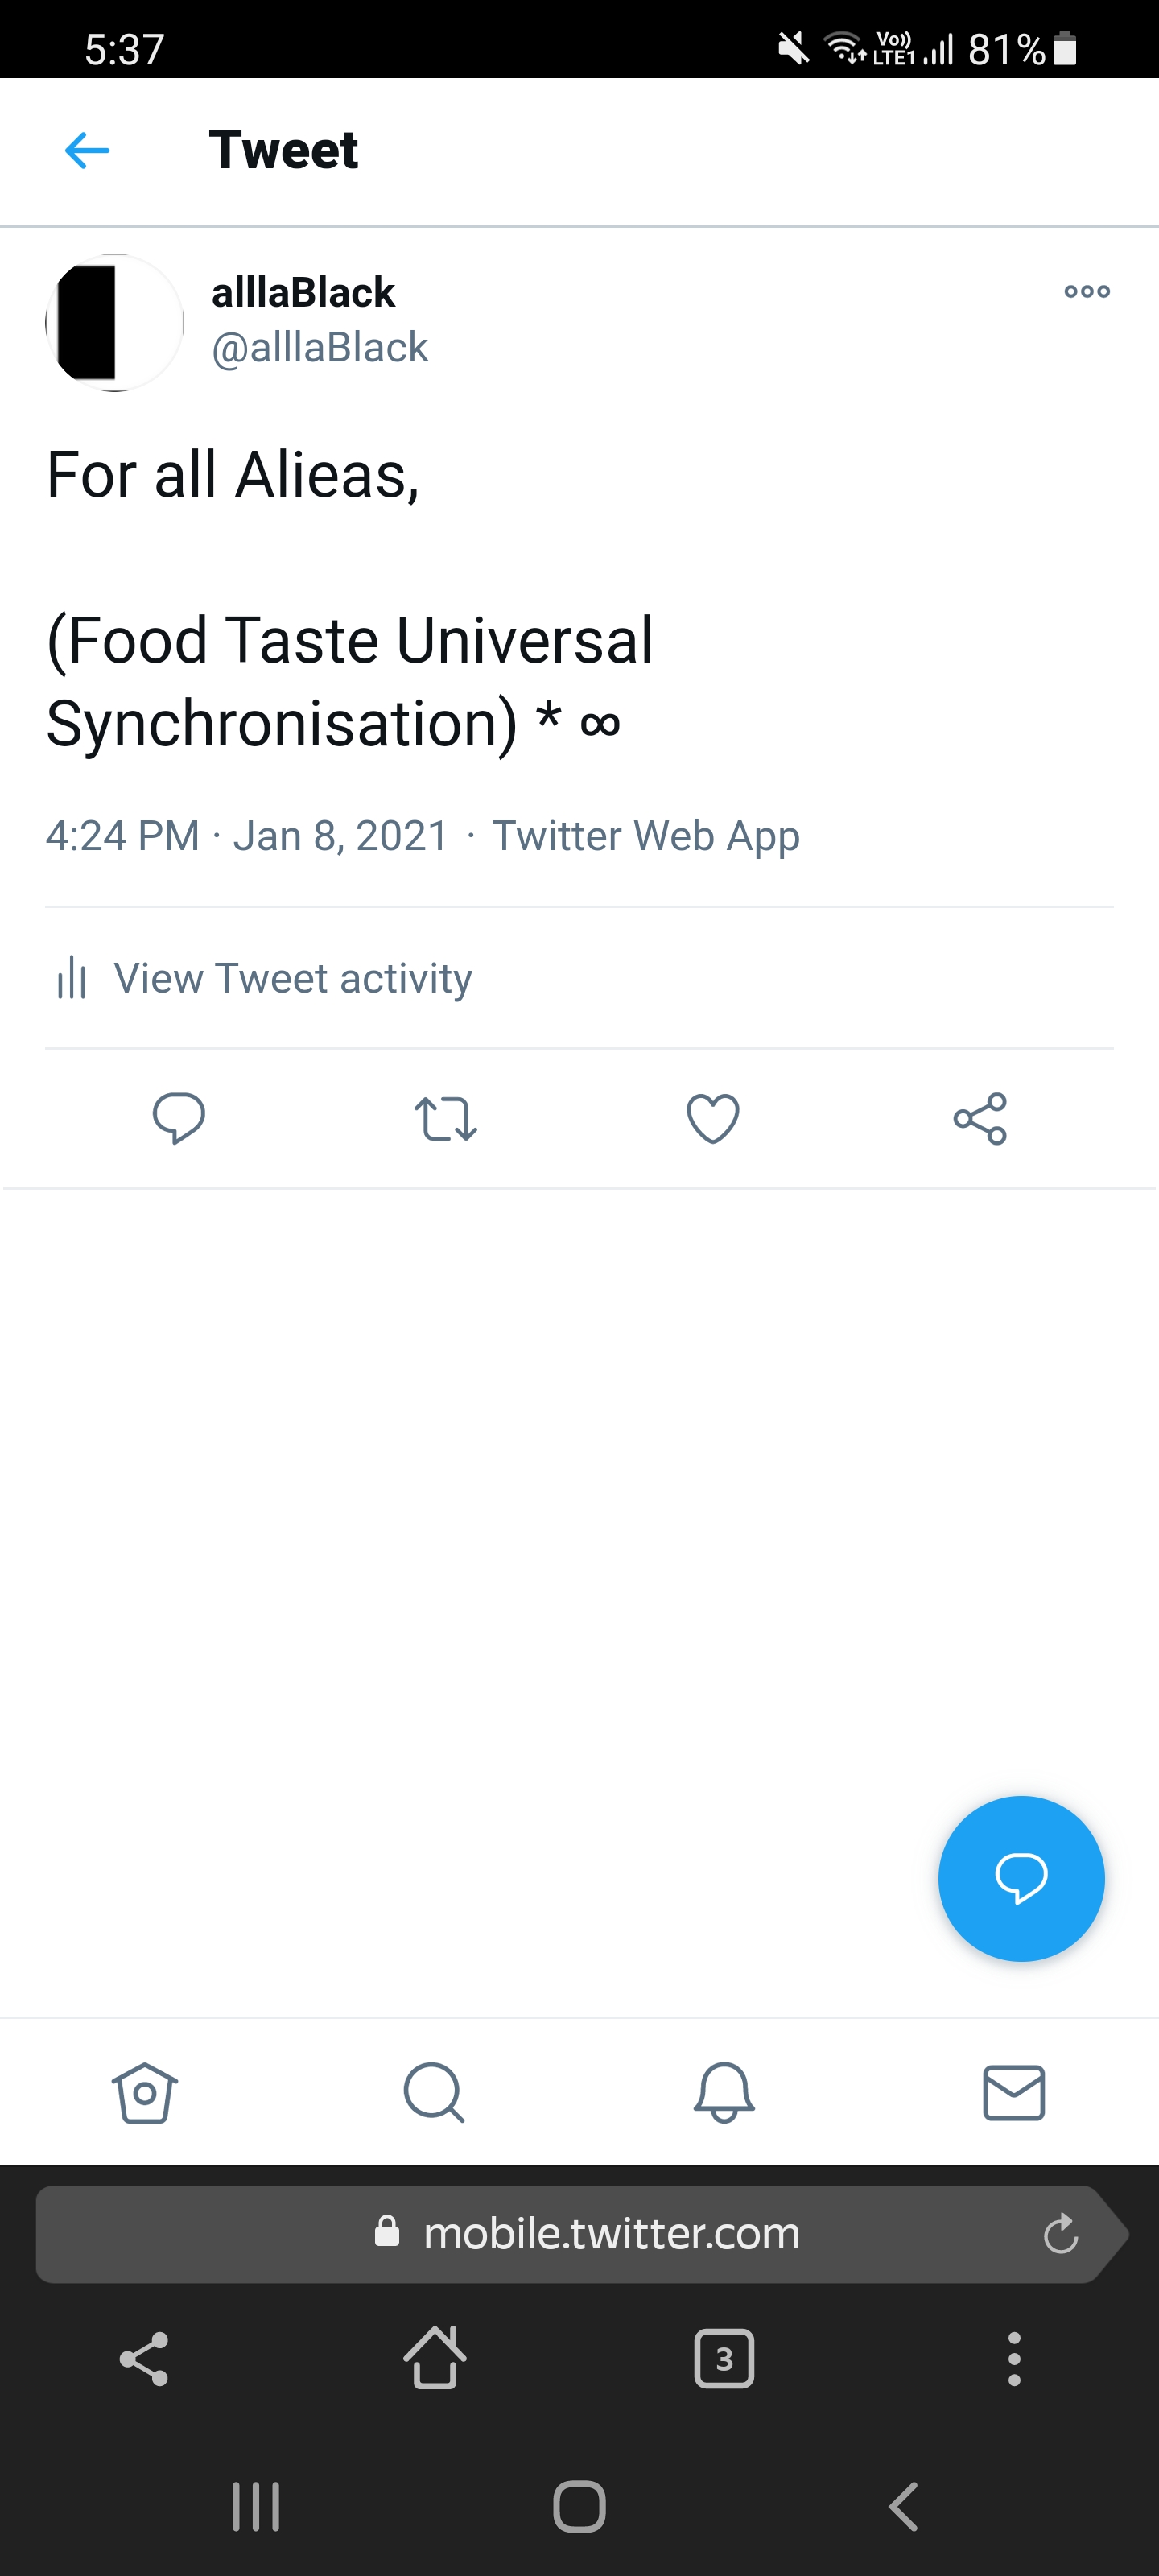 5:37
Vo)) LTE1 81%
Tweet
alllaBlack
@alllaBlack
For all Alieas,
(Food Taste Universal
Synchronisation) * ∞
4:24 PM · Jan 8, 2021 · Twitter Web App
View Tweet activity
mobile.twitter.com
3